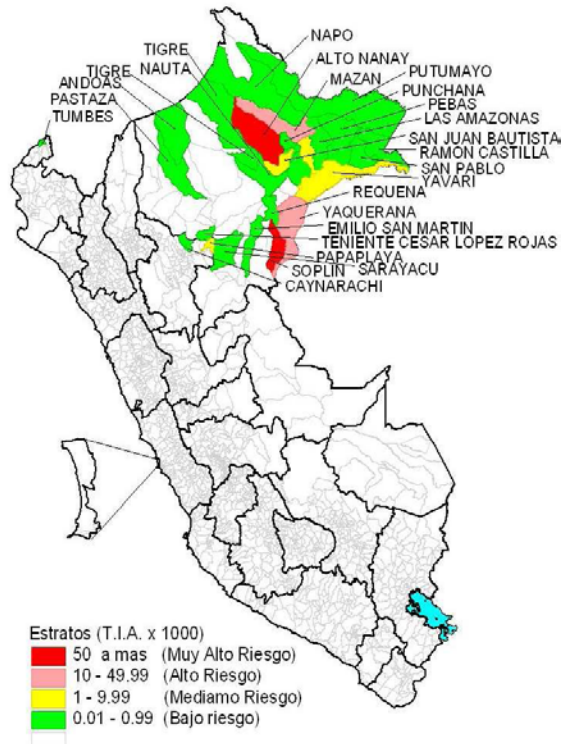 NAPO
TIGRE
ALTO NANAY
NAUTA
MAZAN
TIGRE
PUTUMAYO
ANDOAS
PUNCHANA
PASTAZA
PEBAS
TUMBES
LAS AMAZONAS
SAN JUAN BAUTISTA
RAMON CASTILLA
SAN PABLO
YAVARI
REQUENA
YAQUERANA
EMILIO SAN MARTIN
TENIENTE CESAR LOPEZ ROJAS
PAPAPLAYA
SOPLIN SARAYACU
CAYNARACHI
Estratos (T.I.A. x 1000)
50 a mas (Muy Alto Riesgo)
10 - 49.99 (Alto Riesgo)
1 - 9.99 (Mediamo Riesgo)
0.01 - 0.99 (Bajo riesgo)